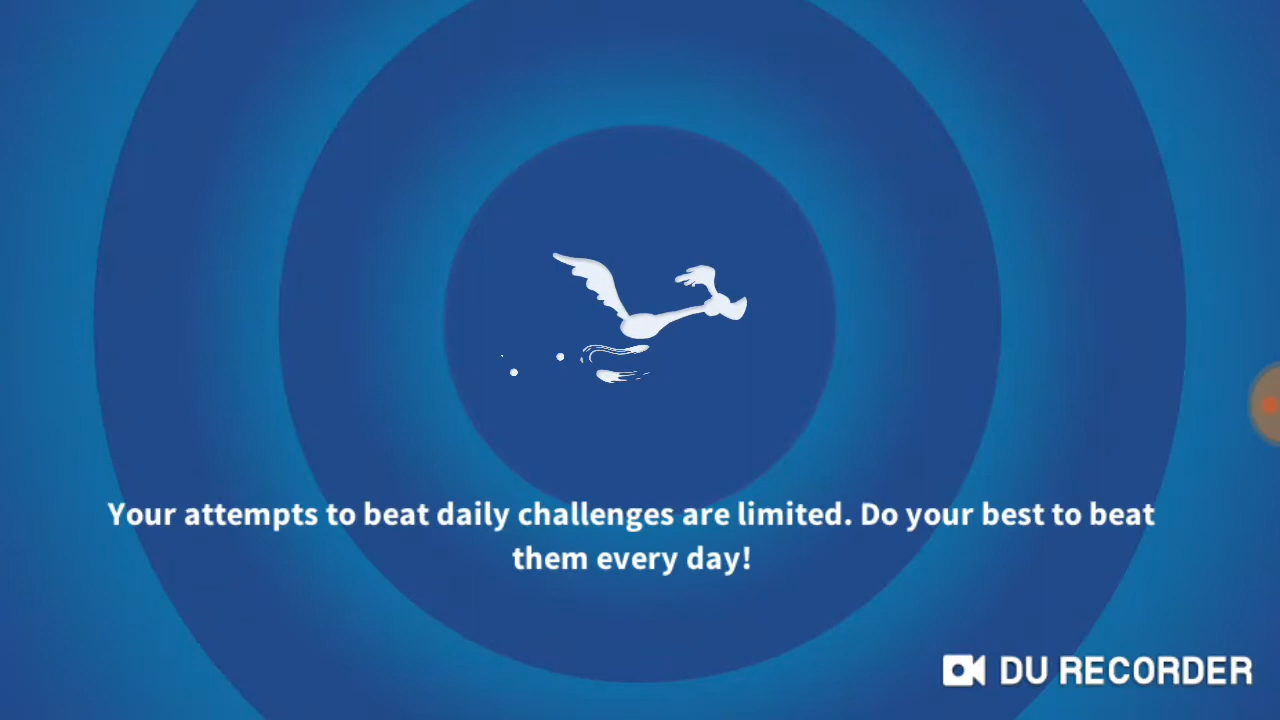 Your attempts to beat daily challenges are limited. Do your best to beat
them every day!
DU RECORDER